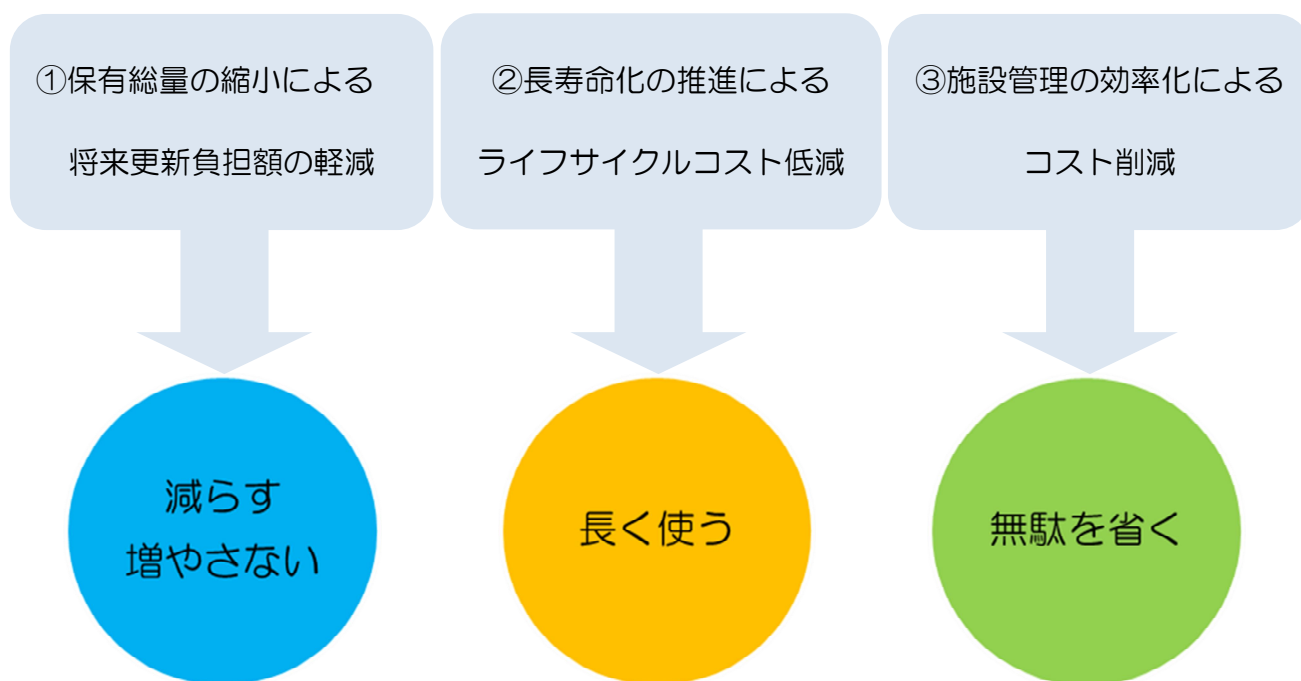 ①保有総量の縮小による
将来更新負担額の軽減
②長寿命化の推進による
ライフサイクルコスト低減
③施設管理の効率化による
コスト削減
減らす
増やさない
長く使う
無駄を省く